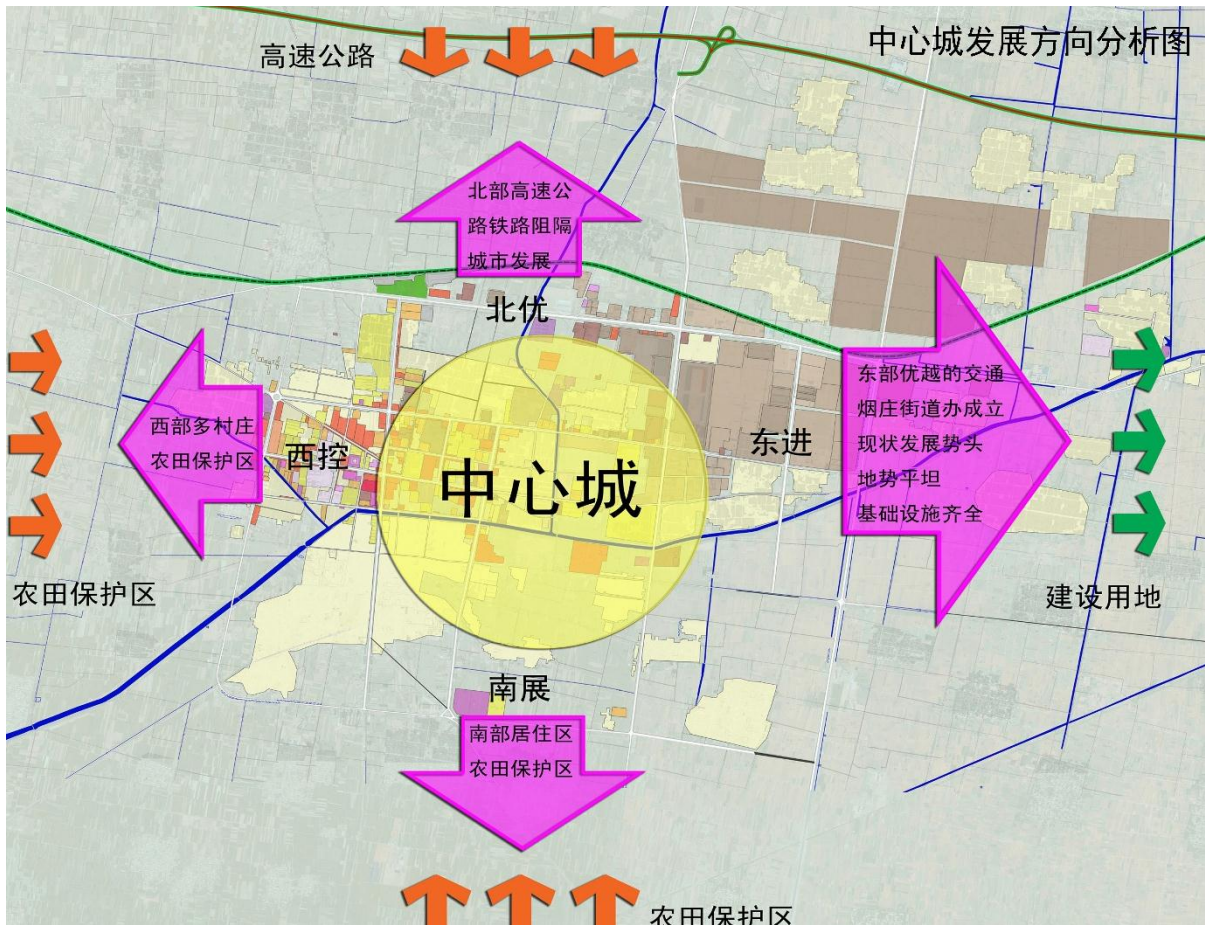 中心城发展方向分析图
高速公路
北部高速公
路铁路阻隔
城市发展
北优
西部多村庄
农田保护区
西控
中心城
东进
东部优越的交通
烟庄街道办成立
现状发展势头
地势平坦
基础设施齐全
农田保护区
建设用地
南展
南部居住区
农田保护区
农田保护区